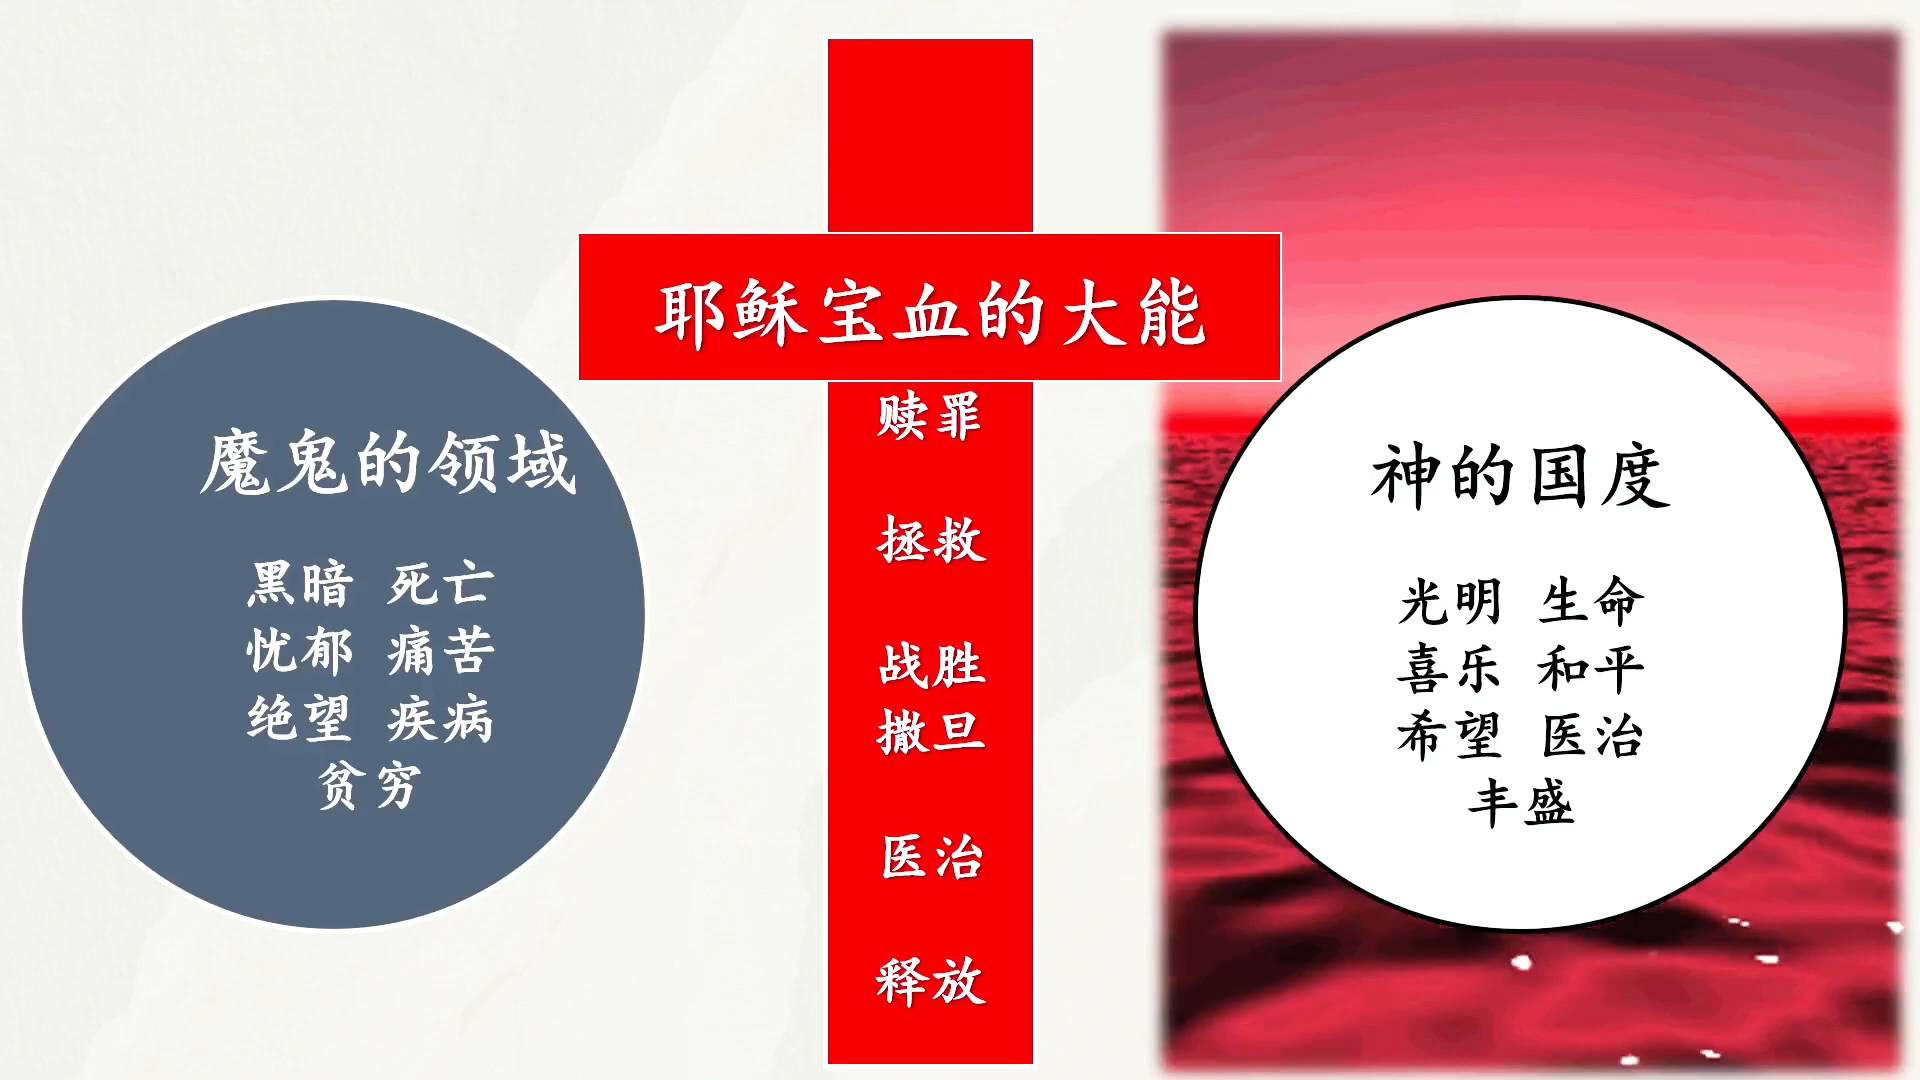 耶稣宝血的大能
魔鬼的领域
黑暗 死亡
忧郁 痛苦
绝望 疾病
贫穷
赎罪
拯救
战胜
撒旦
医治
释放
神的国度
光明 生命
喜乐 和平
希望 医治
丰盛